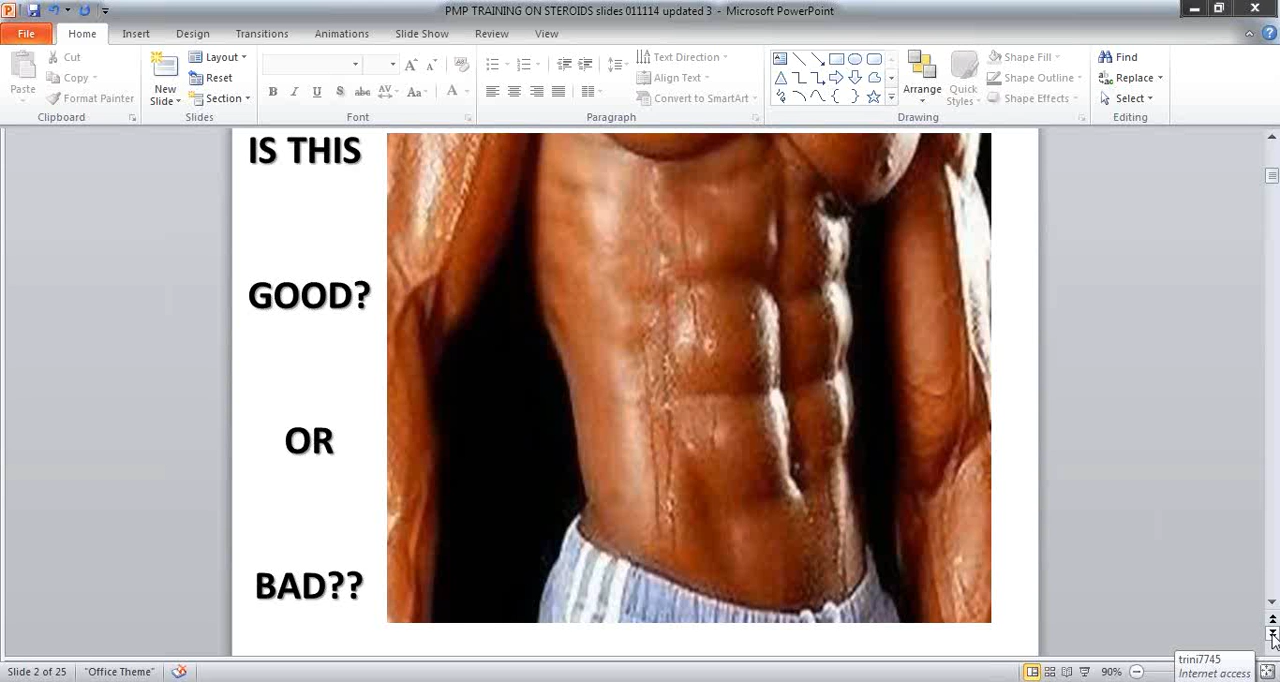 PMP TRAINING ON STEROIDS slides 011114 updated 3 - Microsoft PowerPoint
File Home Insert Design Transitions Animations Slide Show Review View
Paste
Cut
Copy
Format Painter
Clipboard
New
Slide
Layout
Reset
Section
Slides
B I U S abc AV Aa A
Font
Text Direction
Align Text
Convert to SmartArt
Paragraph
Arrange
Quick
Styles
Shape Fill
Shape Outline
Shape Effects
Drawing
Find
Replace
Select
Editing
IS THIS
GOOD?
OR
BAD??
Slide 2 of 25 "Office Theme" 90%
trini7745
Internet access